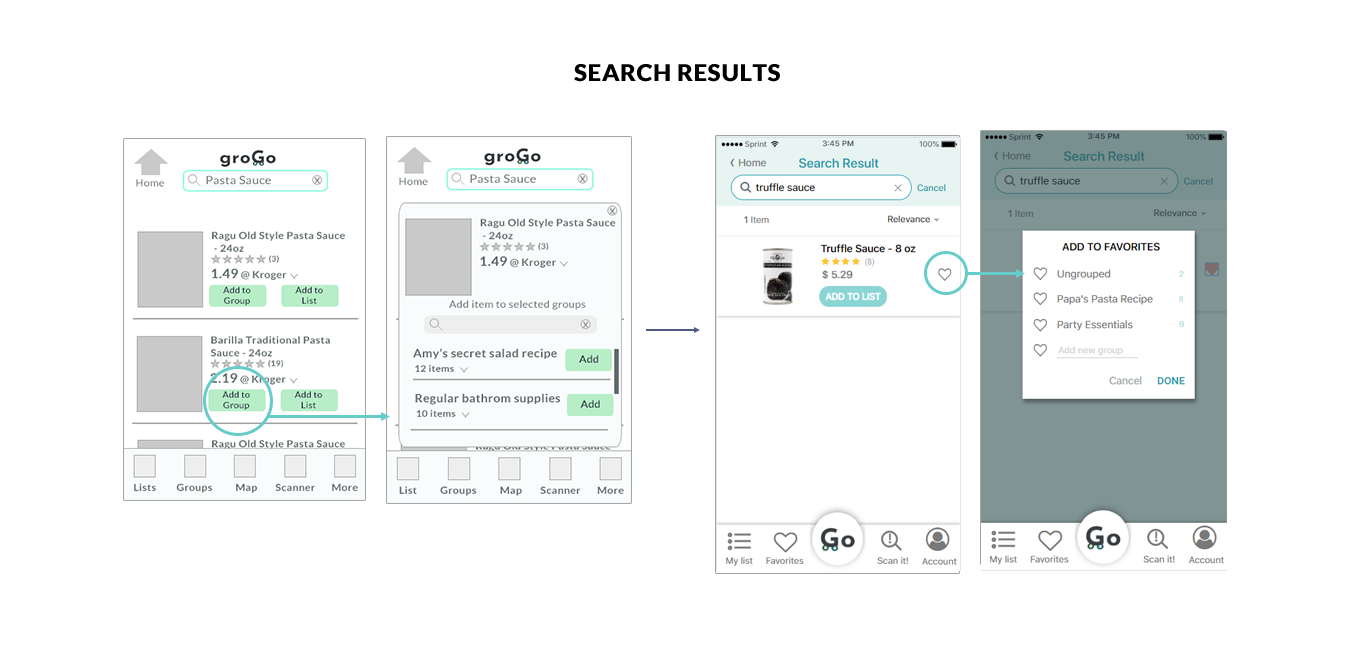 SEARCH RESULTS
groGo
Home
Pasta Sauce
Ragu Old Style Pasta Sauce
- 24oz
(3)
1.49 @ Kroger
Add to
Group
Add to
List
Barilla Traditional Pasta
Sauce - 24oz
(19)
2.19 @ Kroger
Add to
Group
Add to
List
Ragu Old Style Pasta Sauce
Lists Groups Map Scanner More
groGo
Home
Pasta Sauce
Ragu Old Style Pasta Sauce
- 24oz
(3)
1.49 @ Kroger
Add item to selected groups
Amy's secret salad recipe
12 items
Add
Regular bathrom supplies
10 items
Add
Ragu Old Style Pasta Sauce
List Groups Map Scanner More
Sprint 3:45 PM 100%
Home Search Result
truffle sauce
Cancel
1 Item Relevance
Truffle Sauce - 8 oz
(8)
$ 5.29
ADD TO LIST
Go
My list Favorites Scan it! Account
Sprint 3:45 PM 100%
Home Search Result
truffle sauce
Cancel
1 Item Relevance
ADD TO FAVORITES
Ungrouped 2
Papa's Pasta Recipe 8
Party Essentials 9
Add new group
Cancel DONE
Go
My list Favorites Scan it! Account